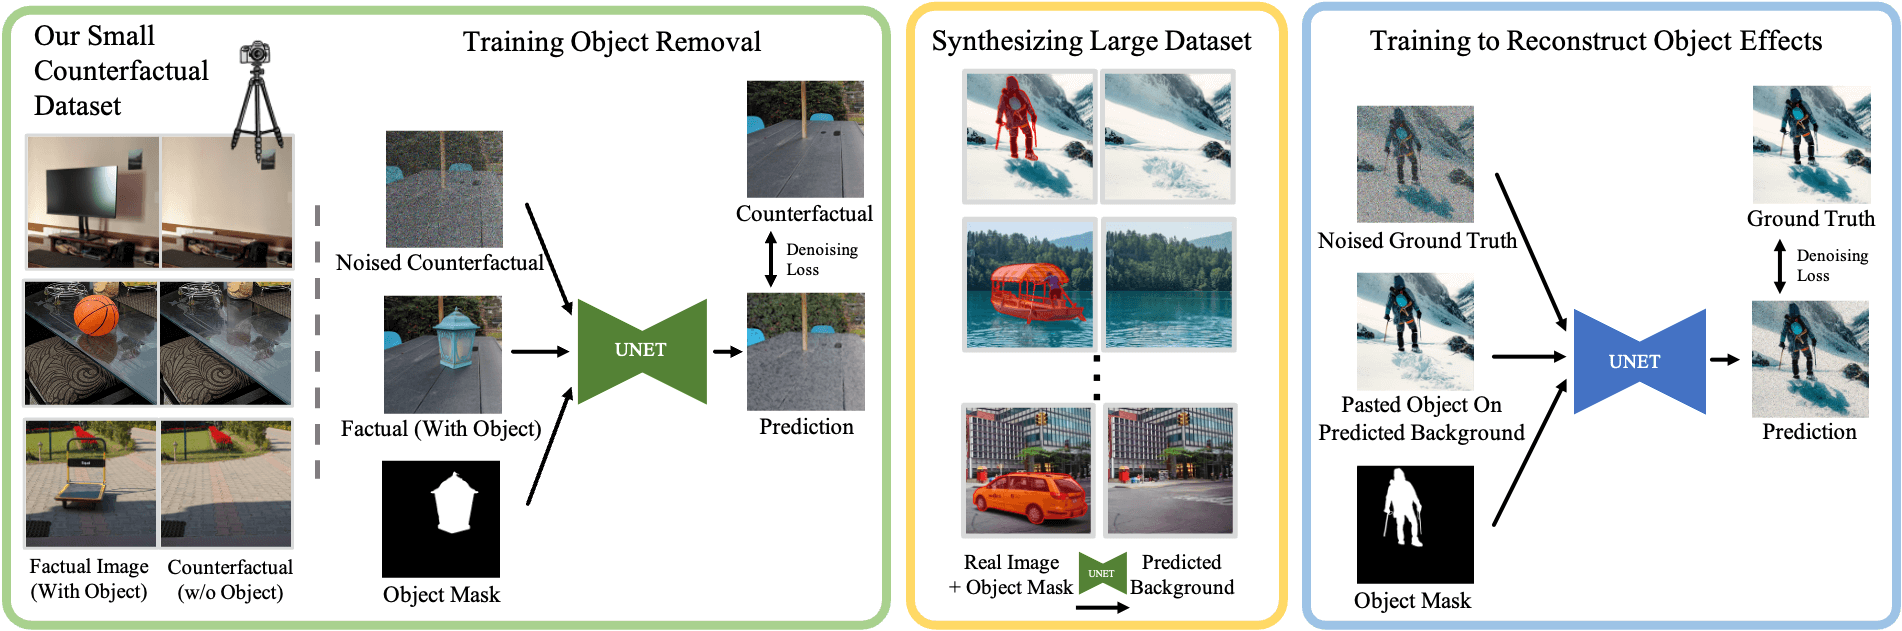 Our Small
Counterfactual
Dataset
Factual Image
(With Object)
Counterfactual
(w/o Object)
Training Object Removal
Noised Counterfactual
Factual (With Object)
Object Mask
UNET
Counterfactual
Denoising
Loss
Prediction
Synthesizing Large Dataset
Real Image
+ Object Mask
UNET
Predicted
Background
Training to Reconstruct Object Effects
Noised Ground Truth
Pasted Object On
Predicted Background
Object Mask
UNET
Ground Truth
Denoising
Loss
Prediction